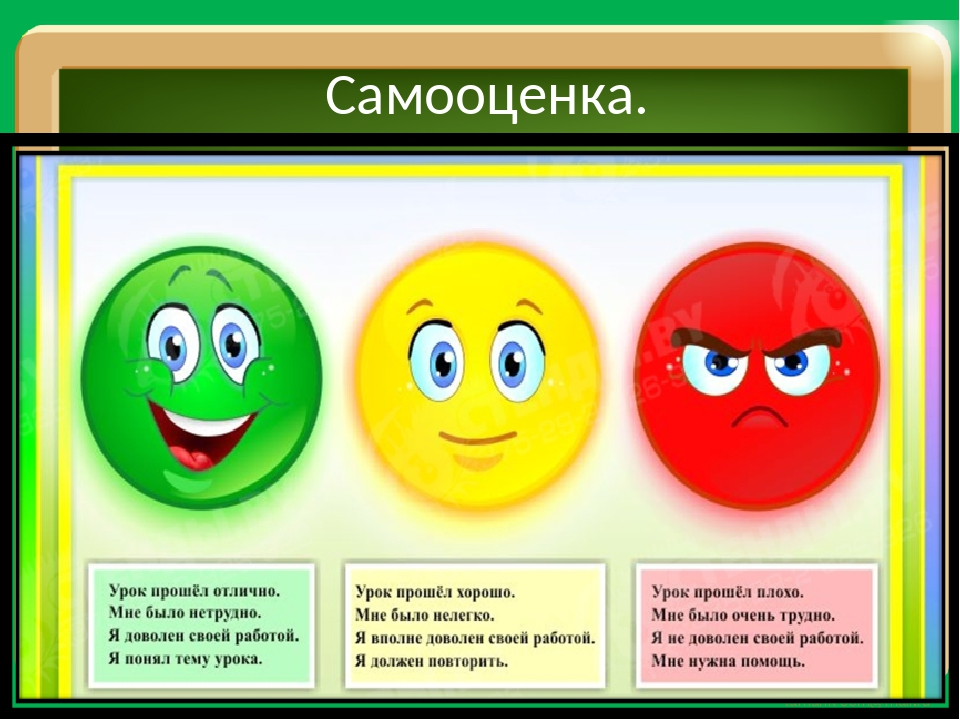 Самооценка.
Урок прошёл отлично.
Мне было нетрудно.
Я доволен своей работой.
Я понял тему урока.
Урок прошёл хорошо.
Мне было нелегко.
Я вполне доволен своей работой.
Я должен повторить.
Урок прошёл плохо.
Мне было очень трудно.
Я не доволен своей работой.
Мне нужна помощь.